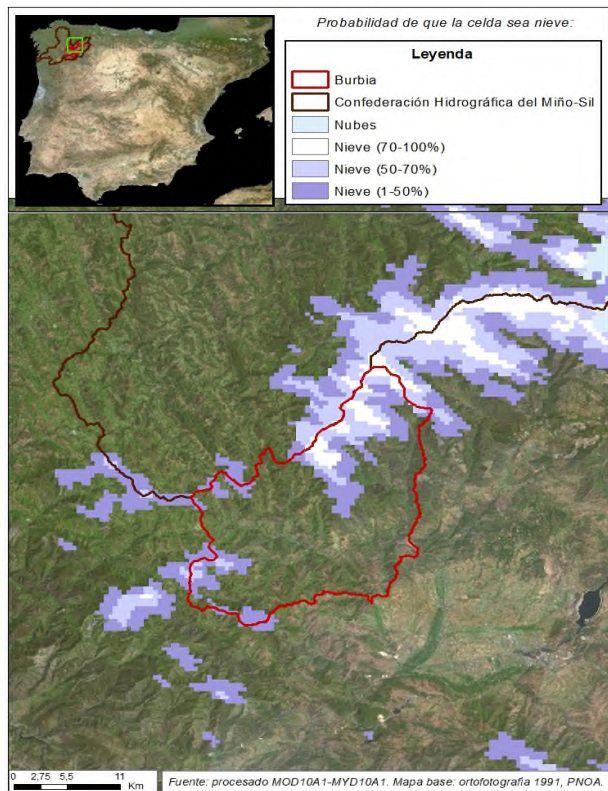 Probabilidad de que la celda sea nieve:
Leyenda
Burbia
Confederación Hidrográfica del Miño-Sil
Nubes
Nieve (70-100%)
Nieve (50-70%)
Nieve (1-50%)
0 2,75 5,5 11
Km
Fuente: procesado MOD10A1-MYD10A1. Mapa base: ortofotografía 1991, PNOA.